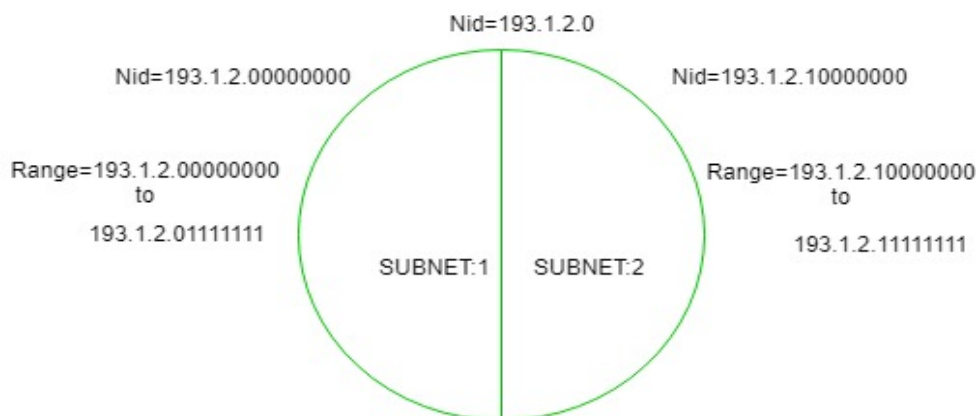 Nid=193.1.2.0
Nid=193.1.2.00000000
Nid=193.1.2.10000000
Range=193.1.2.00000000
to
193.1.2.01111111
Range=193.1.2.10000000
to
193.1.2.11111111
SUBNET:1
SUBNET:2